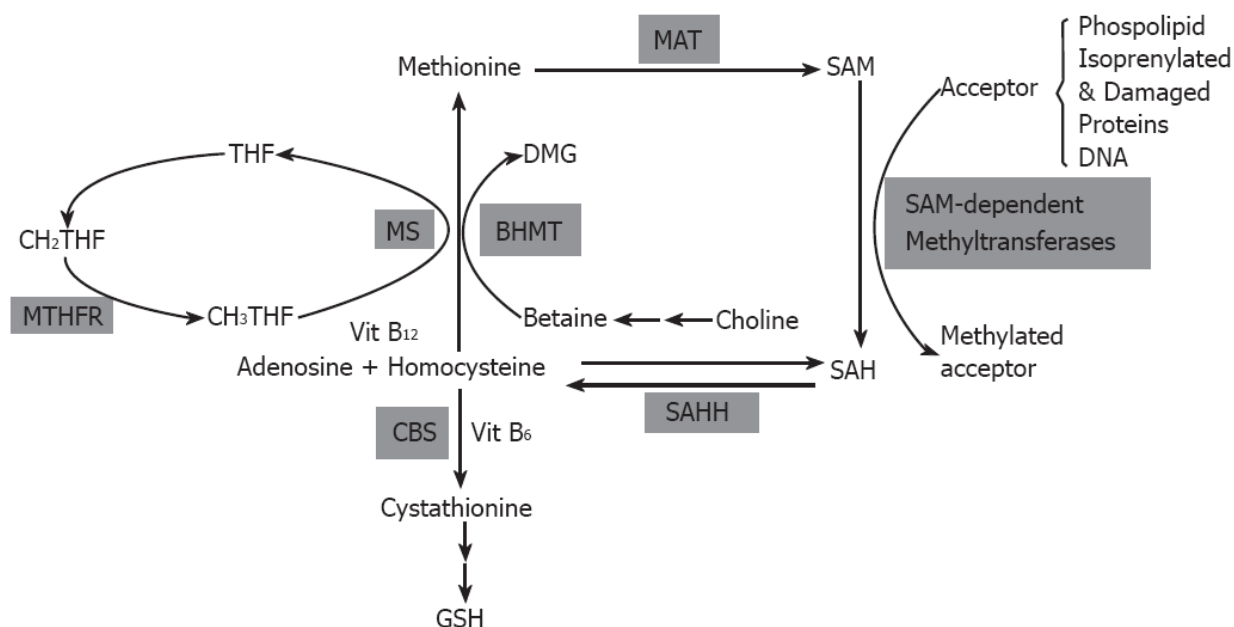 MAT
Phospolipid
Isoprenylated
& Damaged
Proteins
DNA
Methionine
SAM
Acceptor
THF
DMG
MS
BHMT
SAM-dependent
Methyltransferases
CH₂THF
MTHFR
CH₃THF
Betaine
Choline
Vit B₁₂
Adenosine + Homocysteine
SAH
Methylated
acceptor
SAHH
CBS
Vit B₆
Cystathionine
GSH